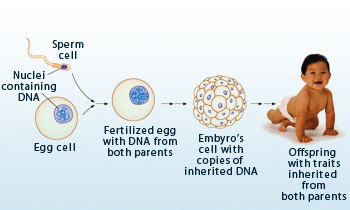 Sperm
cell
Nuclei
containing
DNA
Egg cell
Fertilized egg
with DNA from
both parents
Embyro's
cell with
copies of
inherited DNA
Offspring
with traits
inherited
from
both parents